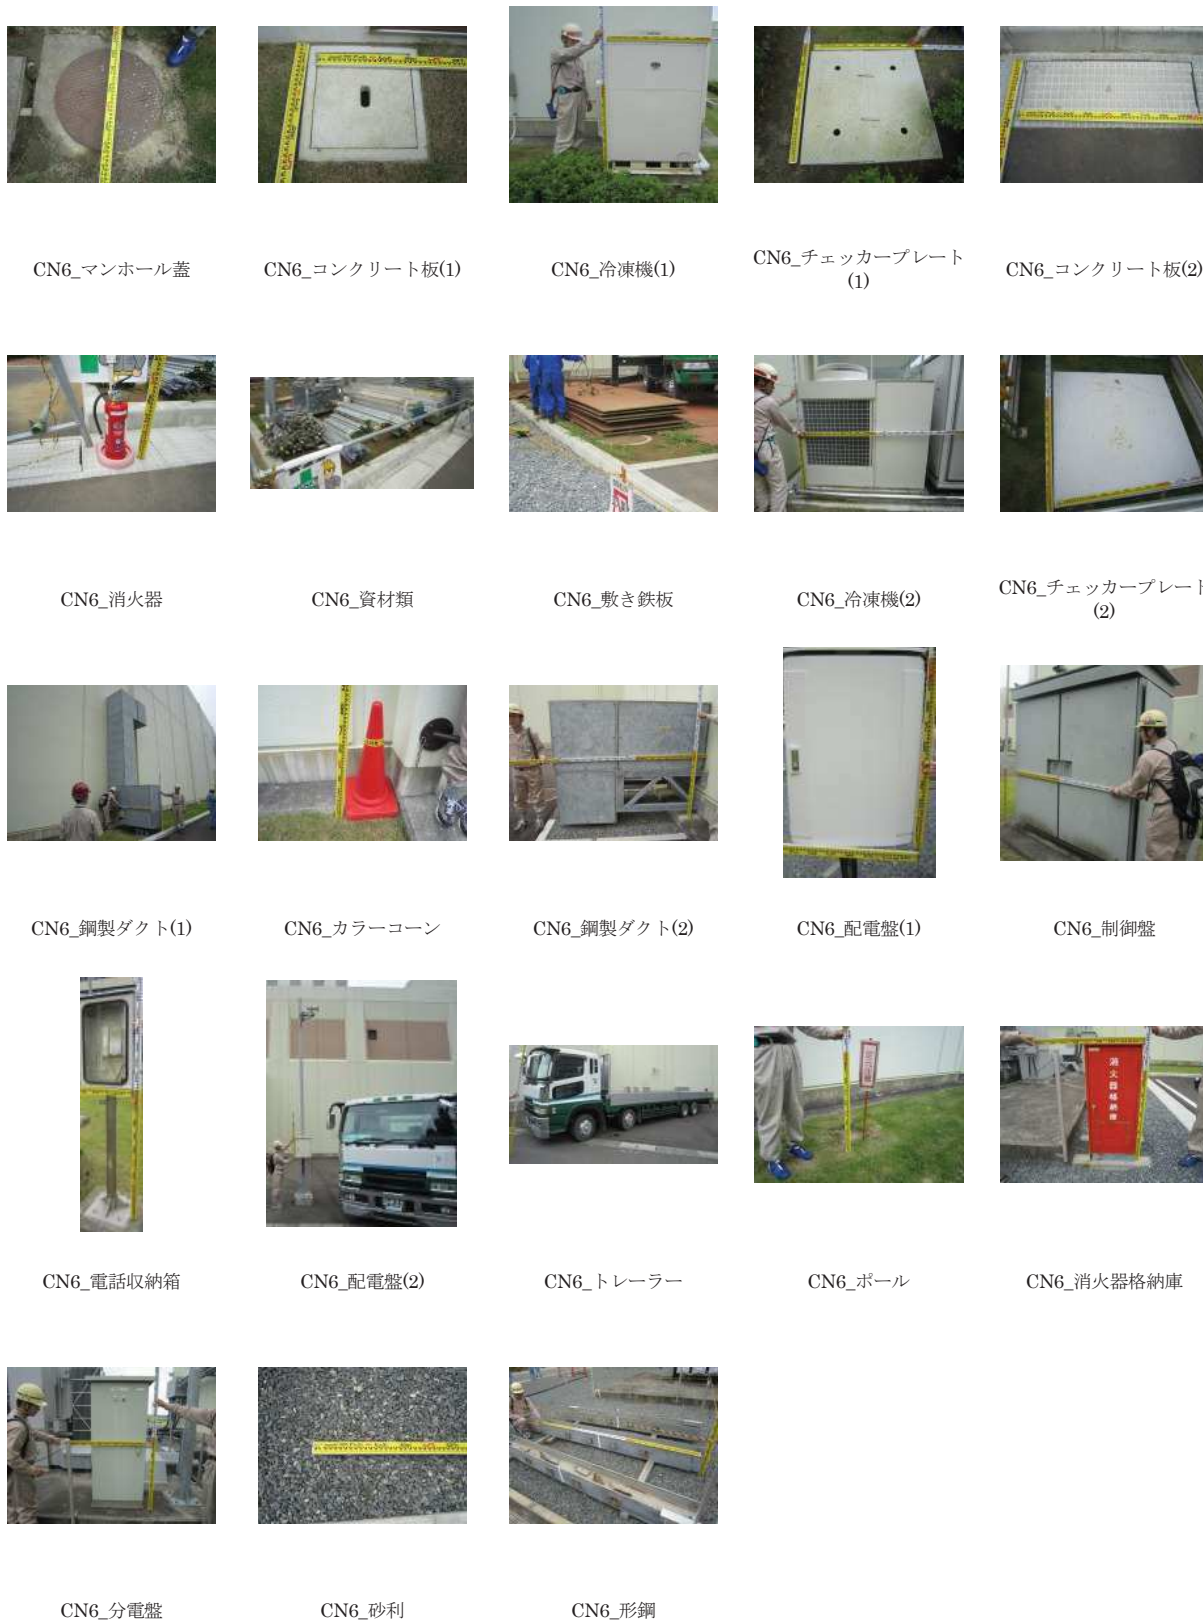 CN6_マンホール蓋
CN6_コンクリート板(1)
CN6_冷凍機(1)
CN6_チェッカープレート
(1)
CN6_コンクリート板(2)
CN6_消火器
CN6_資材類
CN6_敷き鉄板
CN6_冷凍機(2)
CN6_チェッカープレート
(2)
CN6_鋼製ダクト(1)
CN6_カラーコーン
CN6_鋼製ダクト(2)
CN6_配電盤(1)
CN6_制御盤
消火器格納庫
CN6_電話収納箱
CN6_配電盤(2)
CN6_トレーラー
CN6_ポール
CN6_消火器格納庫
CN6_分電盤
CN6_砂利
CN6_形鋼